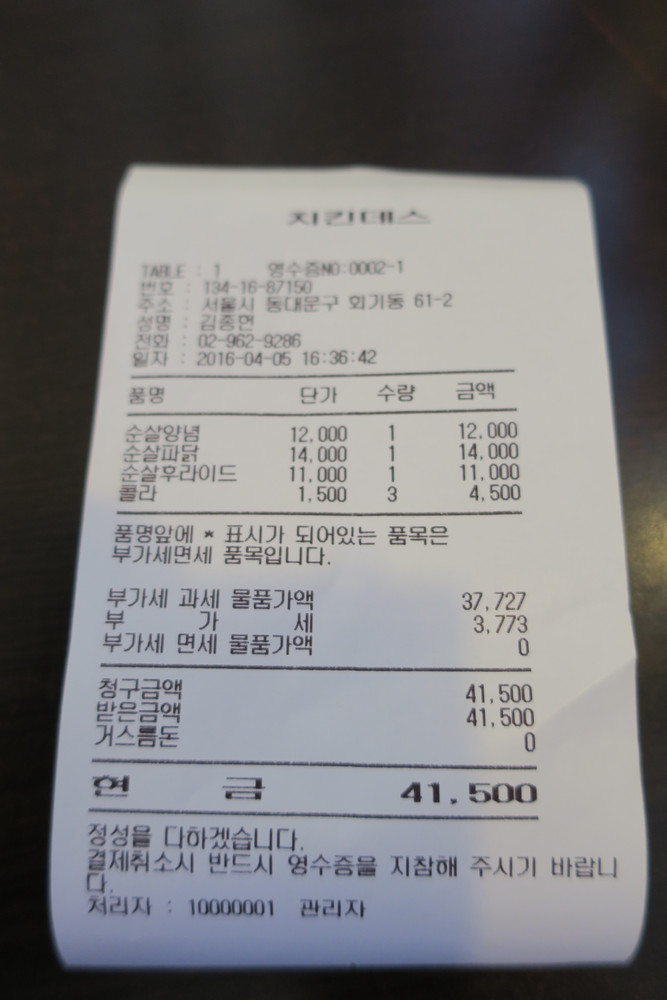 치킨데스
TABLE : 1 영수증NO:0002-1
번호 : 134-16-67150
주소 : 서울시 동대문구 회기동 61-2
성명 : 김종헌
전화 : 02-962-9286
일자 : 2016-04-05 16:36:42
품명 단가 수량 금액
순살양념 12,000 1 12,000
순살파닭 14,000 1 14,000
순살후라이드 11,000 1 11,000
콜라 1,500 3 4,500
품명앞에 * 표시가 되어있는 품목은
부가세면세 품목입니다.
부가세 과세 물품가액 37,727
부 가 세 3,773
부가세 면세 물품가액 0
청구금액 41,500
받은금액 41,500
거스름돈 0
현 금 41,500
정성을 다하겠습니다.
결제취소시 반드시 영수증을 지참해 주시기 바랍니
다.
처리자 : 10000001 관리자